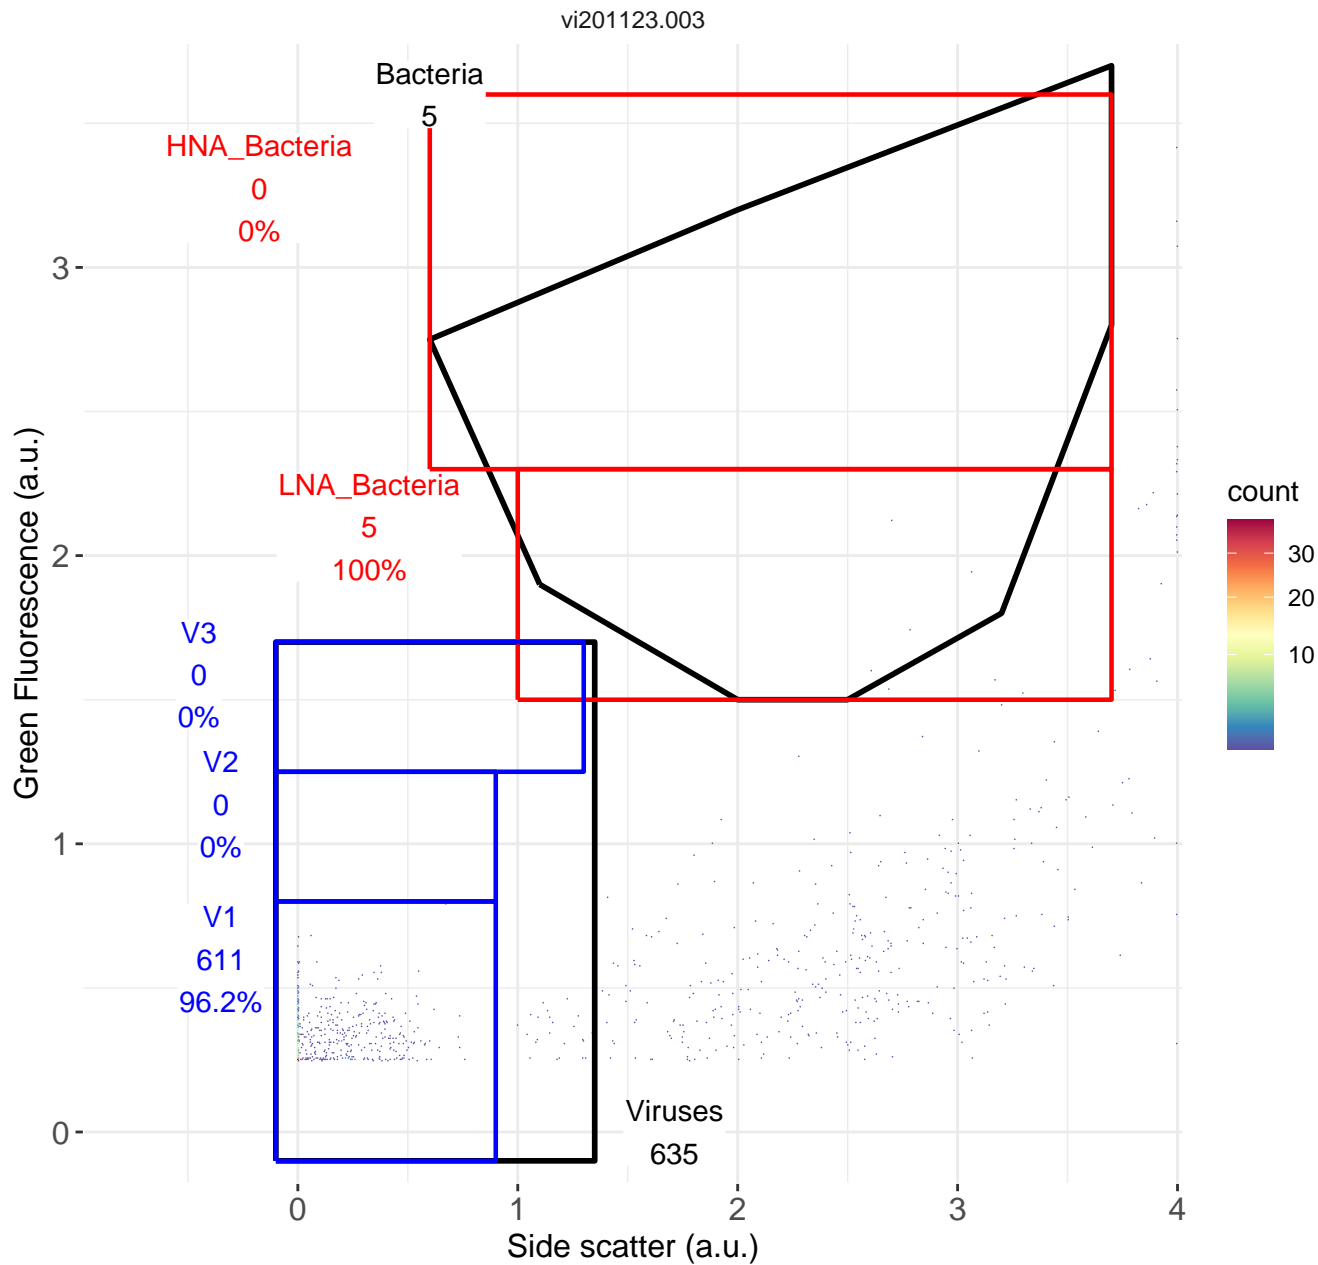 vi201123.003
Bacteria
5
HNA_Bacteria
0
0%
LNA_Bacteria
5
100%
V3
0
0%
V2
0
0%
V1
611
96.2%
Viruses
635
Green Fluorescence (a.u.)
3
2
1
0
0
1
2
3
4
Side scatter (a.u.)
count
30
20
10